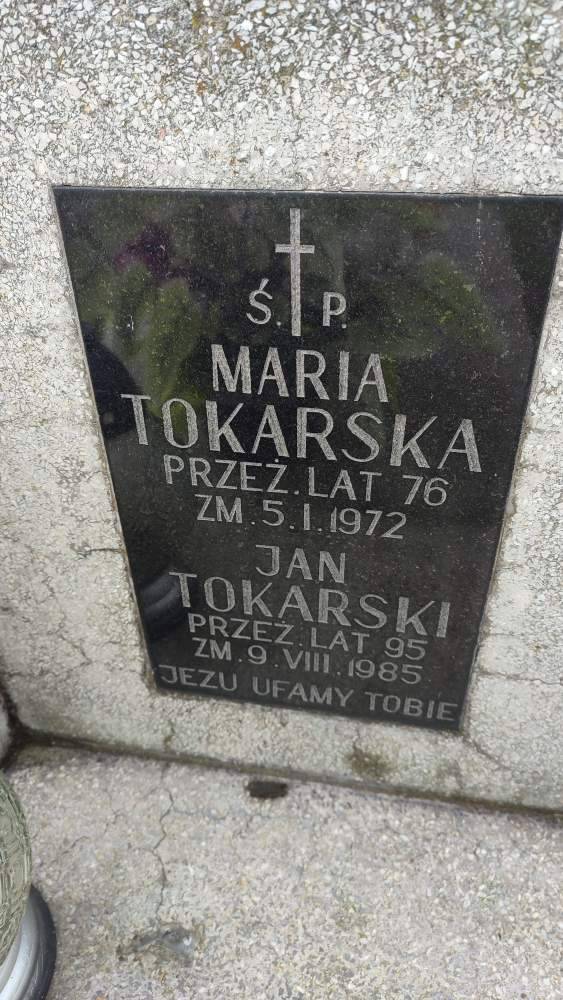 Ś. P.
MARIA
TOKARSKA
PRZEŻ. LAT 76
ZM. 5. I. 1972
JAN
TOKARSKI
PRZEŻ. LAT 95
ZM. 9. VIII. 1985
JEZU UFAMY TOBIE